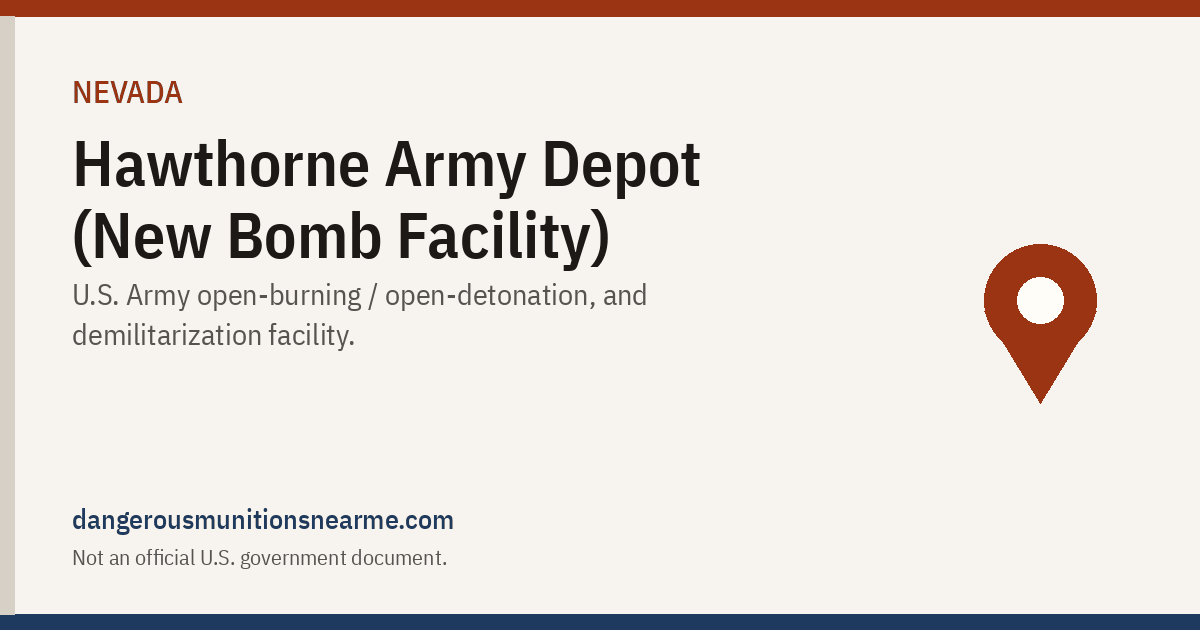 NEVADA
Hawthorne Army Depot
(New Bomb Facility)
U.S. Army open-burning / open-detonation, and
demilitarization facility.
dangerousmunitionsnearme.com
Not an official U.S. government document.